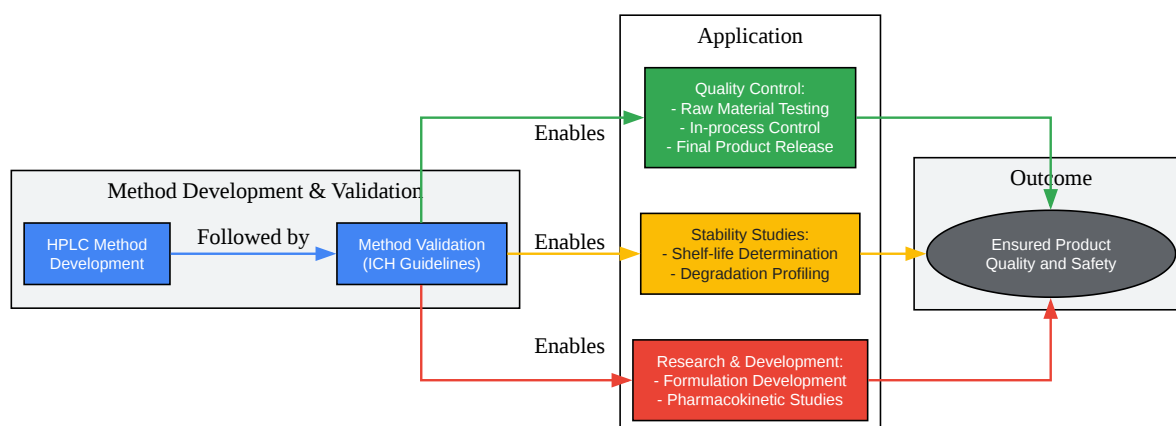 Application
Quality Control:
- Raw Material Testing
- In-process Control
- Final Product Release
Enables
Method Development & Validation
HPLC Method
Development
Followed by
Method Validation
(ICH Guidelines)
Enables
Stability Studies:
- Shelf-life Determination
- Degradation Profiling
Outcome
Ensured Product
Quality and Safety
Enables
Research & Development:
- Formulation Development
- Pharmacokinetic Studies